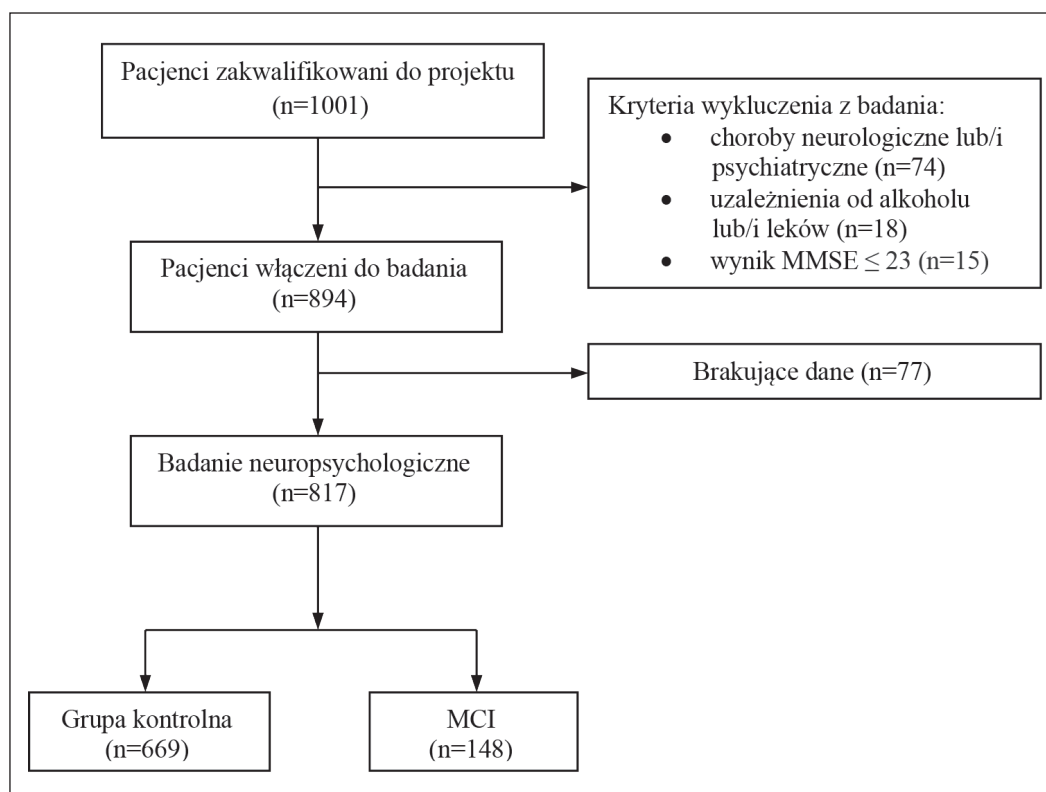 Pacjenci zakwalifikowani do projektu
(n=1001)
Kryteria wykluczenia z badania:
• choroby neurologiczne lub/i
psychiatryczne (n=74)
• uzależnienia od alkoholu
lub/i leków (n=18)
• wynik MMSE ≤ 23 (n=15)
Pacjenci włączeni do badania
(n=894)
Brakujące dane (n=77)
Badanie neuropsychologiczne
(n=817)
Grupa kontrolna
(n=669)
MCI
(n=148)